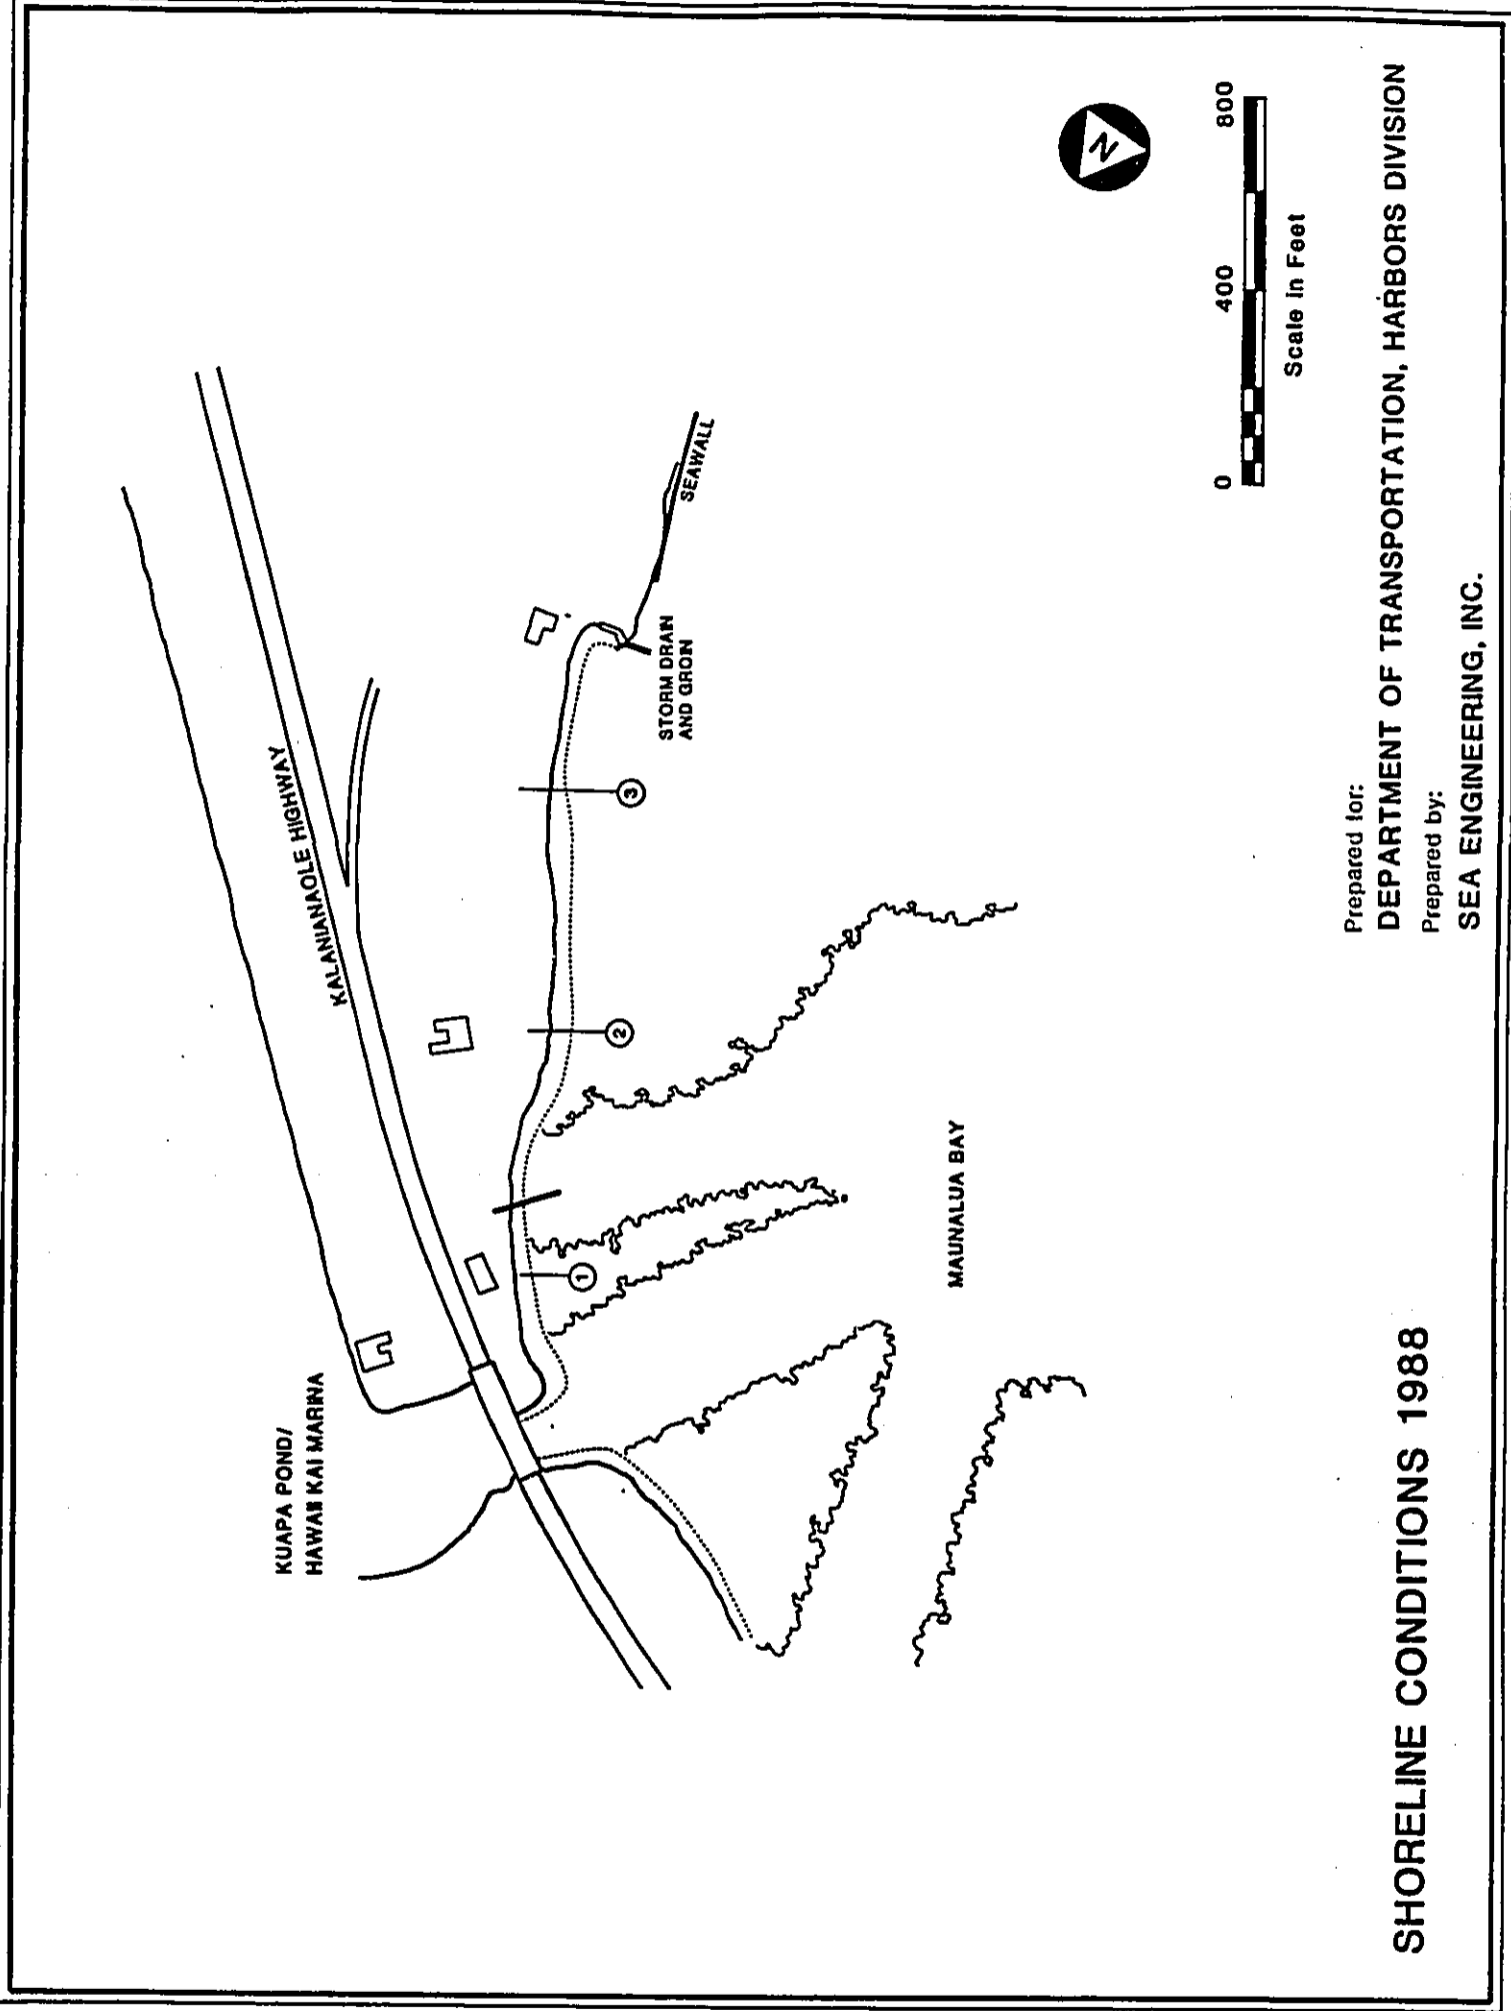 KUAPA POND/
HAWAII KAI MARINA
KALANIANAOLE HIGHWAY
1
2
3
STORM DRAIN
AND GROIN
SEAWALL
MAUNALUA BAY
N
0 400 800
Scale in Feet
SHORELINE CONDITIONS 1988
Prepared for:
DEPARTMENT OF TRANSPORTATION, HARBORS DIVISION
Prepared by:
SEA ENGINEERING, INC.